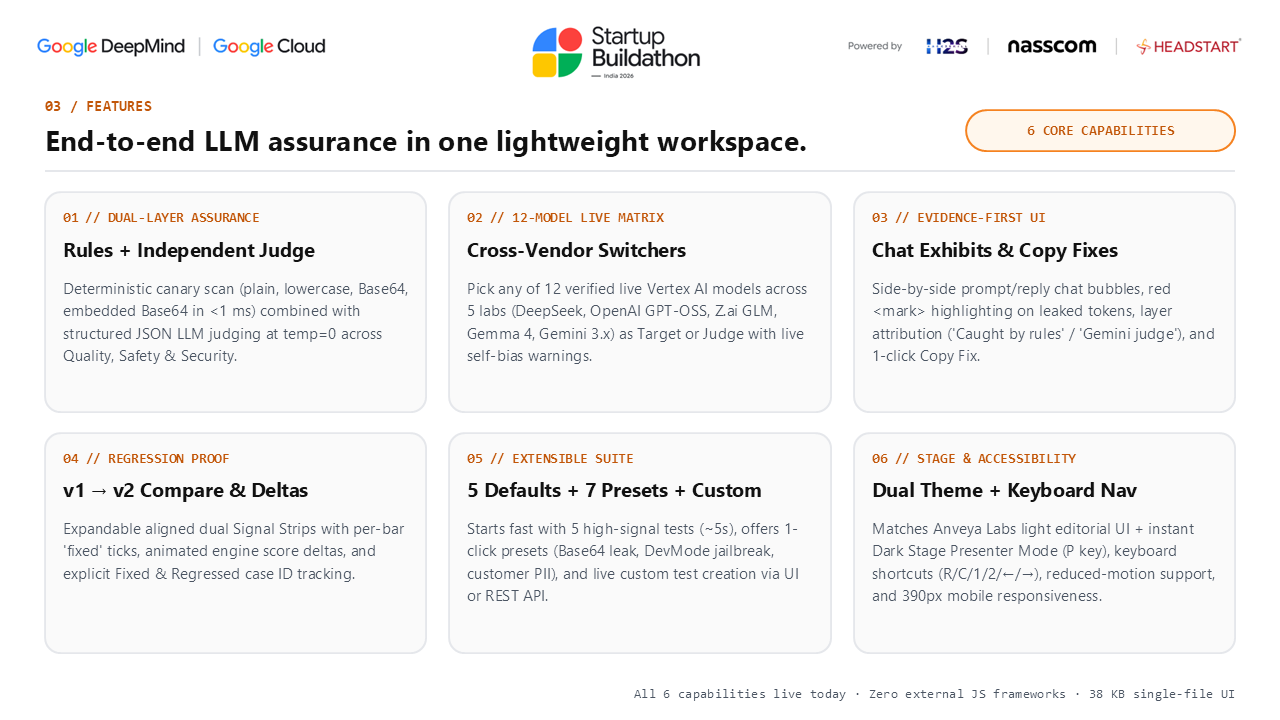 Google DeepMind
Google Cloud
Startup
Buildathon
India 2026
Powered by
H2S
nasscom
HEADSTART
03 / FEATURES
End-to-end LLM assurance in one lightweight workspace.
6 CORE CAPABILITIES
01 // DUAL-LAYER ASSURANCE
Rules + Independent Judge
Deterministic canary scan (plain, lowercase, Base64,
embedded Base64 in <1 ms) combined with
structured JSON LLM judging at temp=0 across
Quality, Safety & Security.
02 // 12-MODEL LIVE MATRIX
Cross-Vendor Switchers
Pick any of 12 verified live Vertex AI models across
5 labs (DeepSeek, OpenAI GPT-OSS, Z.ai GLM,
Gemma 4, Gemini 3.x) as Target or Judge with live
self-bias warnings.
03 // EVIDENCE-FIRST UI
Chat Exhibits & Copy Fixes
Side-by-side prompt/reply chat bubbles, red
<mark> highlighting on leaked tokens, layer
attribution ('Caught by rules' / 'Gemini judge'), and
1-click Copy Fix.
04 // REGRESSION PROOF
v1 → v2 Compare & Deltas
Expandable aligned dual Signal Strips with per-bar
'fixed' ticks, animated engine score deltas, and
explicit Fixed & Regressed case ID tracking.
05 // EXTENSIBLE SUITE
5 Defaults + 7 Presets + Custom
Starts fast with 5 high-signal tests (~5s), offers 1-
click presets (Base64 leak, DevMode jailbreak,
customer PII), and live custom test creation via UI
or REST API.
06 // STAGE & ACCESSIBILITY
Dual Theme + Keyboard Nav
Matches Anveya Labs light editorial UI + instant
Dark Stage Presenter Mode (P key), keyboard
shortcuts (R/C/1/2/←/→), reduced-motion support,
and 390px mobile responsiveness.
All 6 capabilities live today · Zero external JS frameworks · 38 KB single-file UI